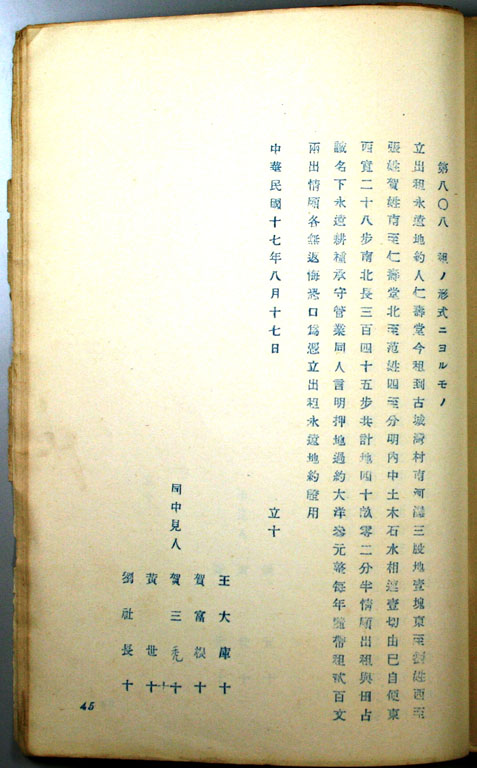 第八〇八 租ノ形式ニヨルモノ
立出租永遠地約人仁壽堂今租到古城灣村南河灘三股地壹塊東至張姓西至
張姓賀姓南至仁壽堂北至范姓四至分明內中土木石水相連壹切由已自便東
西寬二十八步南北長三百四十五步共計地四十畝零二分半情願出租與田占
誠名下永遠耕種承守管業同人言明押地過約大洋叁元整每年隨帶租貳百文
兩出情願各無返悔恐口爲憑立出租永遠地約證用
中華民國十七年八月十七日 立十
同中見人
王大庫十
賀富根十
賀三禿十
黃世十
劉社長十
45